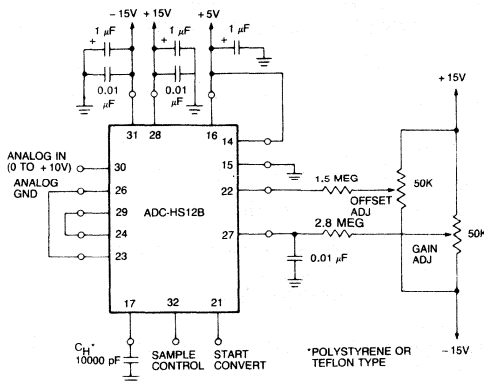 - 15V +15V +5V
1 µF 1 µF 1 µF
+ + +
0.01 µF 0.01 µF
31 28 16
+ 15V
14
ANALOG IN (0 TO + 10V) 30
15
ANALOG GND 26
22 1.5 MEG 50K
OFFSET ADJ
29 ADC-HS12B
24
27 2.8 MEG
GAIN ADJ 50K
23
0.01 µF
17 32 21
CH* 10000 pF
SAMPLE CONTROL
START CONVERT
*POLYSTYRENE OR TEFLON TYPE
- 15V